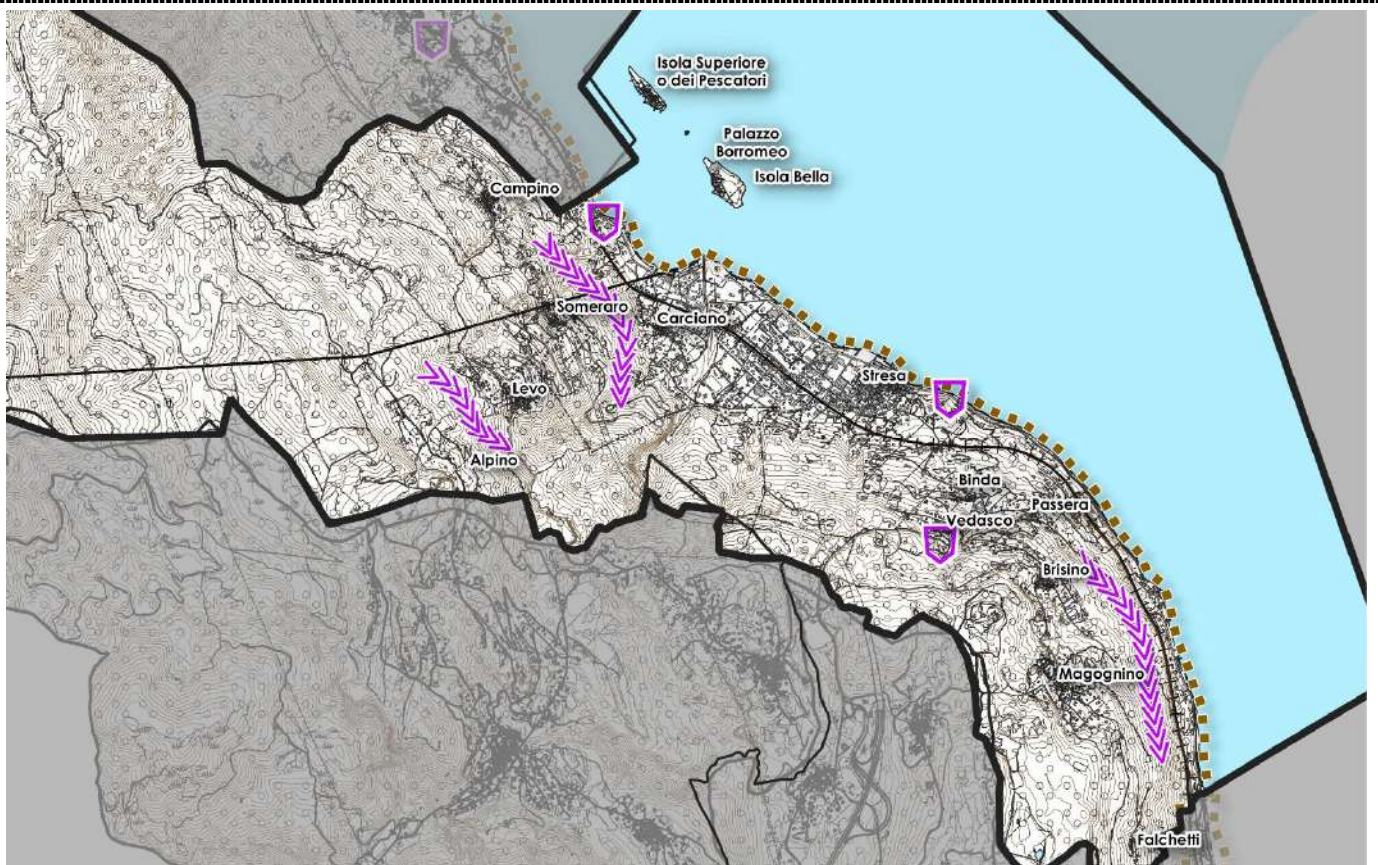 Isola Superiore
o dei Pescatori
Palazzo
Borromeo
Isola Bella
Campino
Someraro
Carciano
Stresa
Levo
Alpino
Binda
Passera
Vedasco
Brisino
Magognino
Falchetti